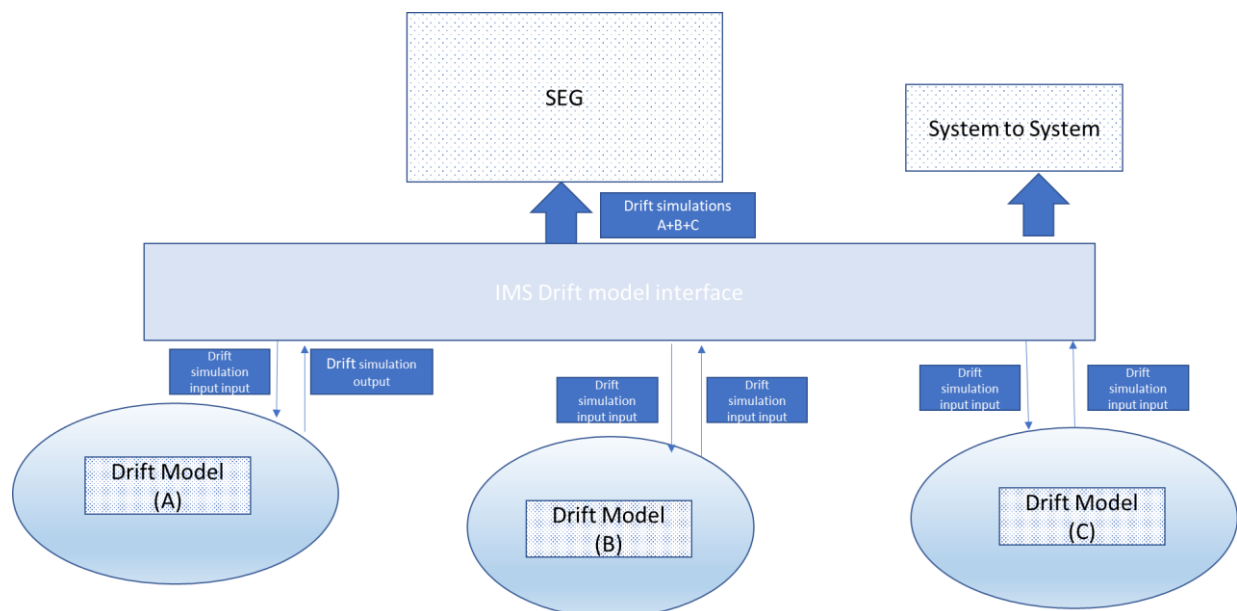 SEG
System to System
Drift simulations
A+B+C
IMS Drift model interface
Drift
simulation
input input
Drift simulation
output
Drift
simulation
input input
Drift
simulation
input input
Drift
simulation
input input
Drift
simulation
input input
Drift Model
(A)
Drift Model
(B)
Drift Model
(C)